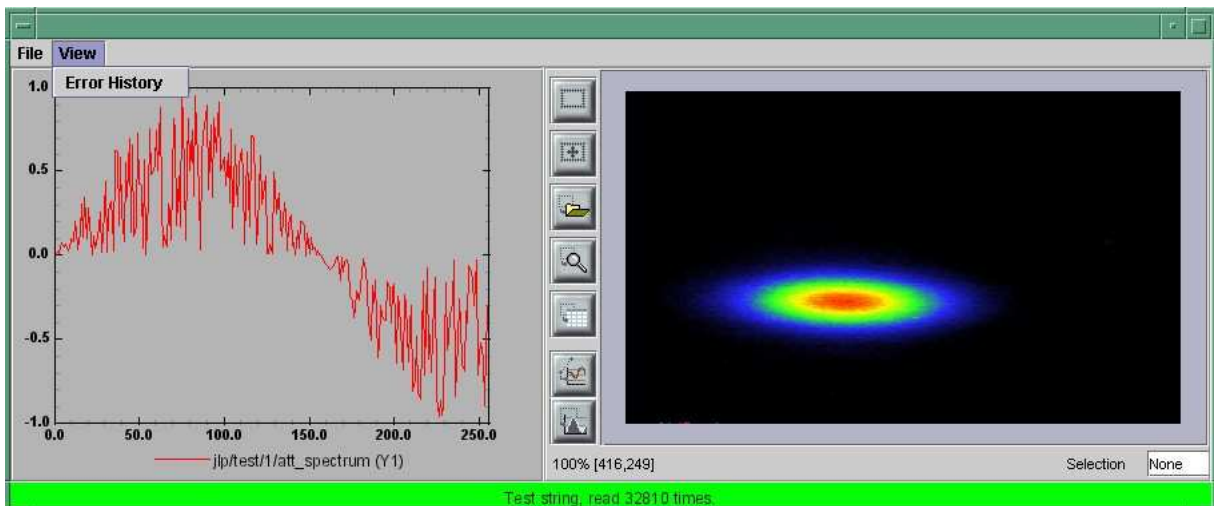 File View
Error History
1.0
0.5
0.0
-0.5
-1.0
0.0 50.0 100.0 150.0 200.0 250.0
jlp/test/1/att_spectrum (Y1)
100% [416,249]
Selection None
Test string, read 32810 times.